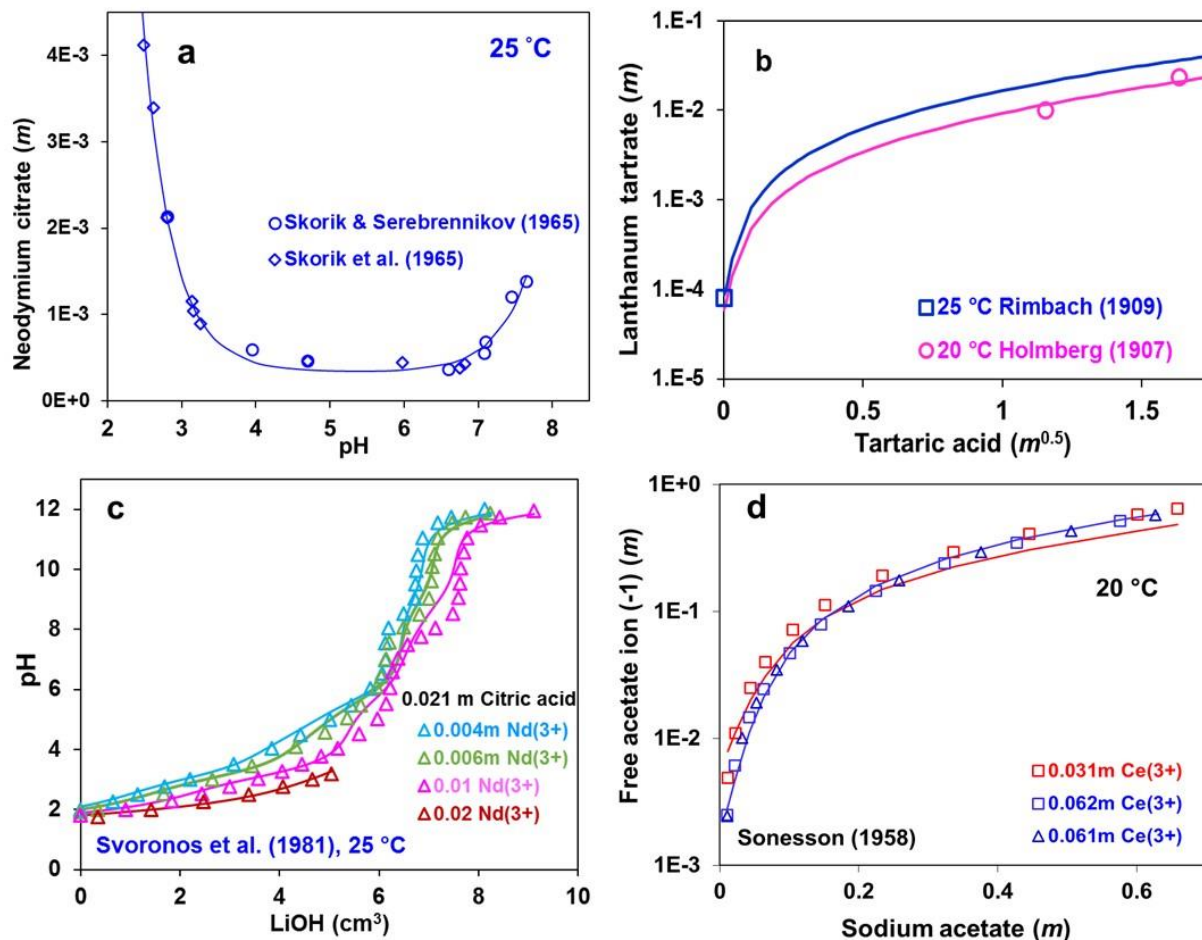 a
25 °C
4E-3
3E-3
2E-3
1E-3
0E+0
Neodymium citrate (m)
Skorik & Serebrennikov (1965)
Skorik et al. (1965)
2 3 4 5 6 7 8
pH
b
1.E-1
1.E-2
1.E-3
1.E-4
1.E-5
Lanthanum tartrate (m)
25 °C Rimbach (1909)
20 °C Holmberg (1907)
0 0.5 1 1.5
Tartaric acid (m^0.5)
c
12
10
8
6
4
2
0
pH
0.021 m Citric acid
0.004m Nd(3+)
0.006m Nd(3+)
0.01 Nd(3+)
0.02 Nd(3+)
Svoronos et al. (1981), 25 °C
0 2 4 6 8 10
LiOH (cm³)
d
1E+0
1E-1
1E-2
1E-3
Free acetate ion (-1) (m)
20 °C
0.031m Ce(3+)
0.062m Ce(3+)
0.061m Ce(3+)
Sonesson (1958)
0 0.2 0.4 0.6
Sodium acetate (m)